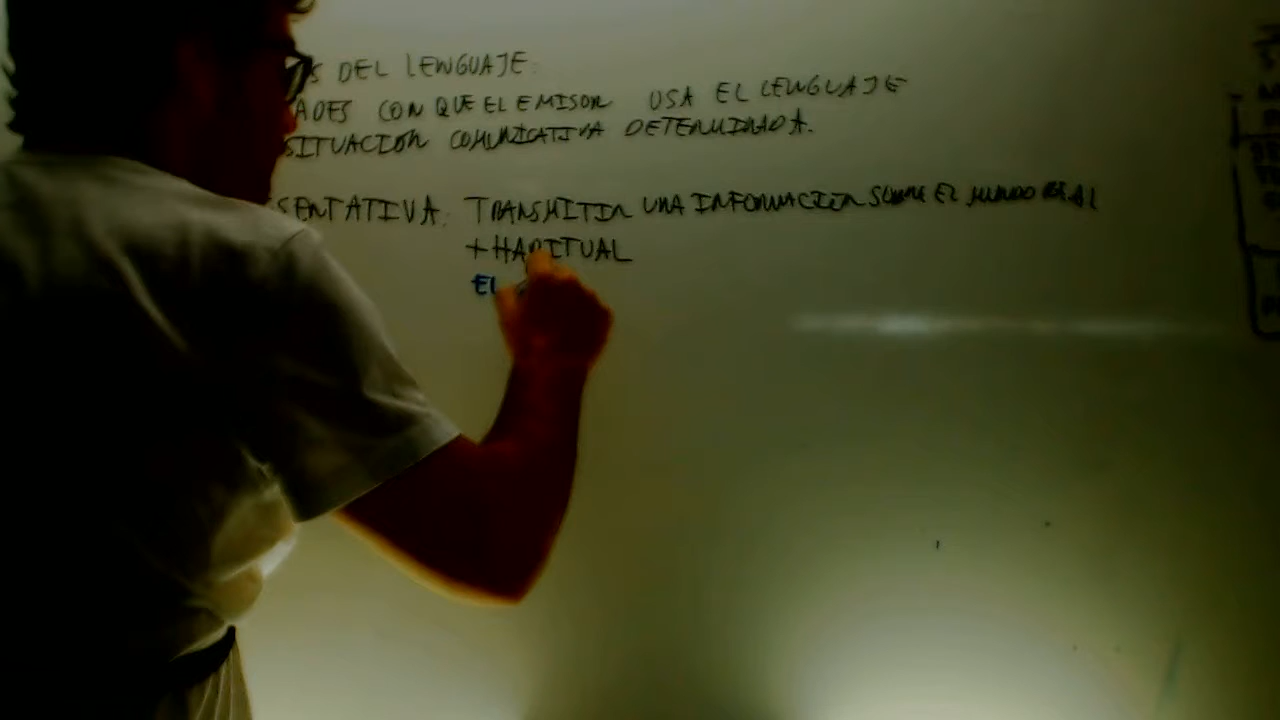 DEL LENGUAJE
ADES CON QUE EL EMISOR USA EL LENGUAJE
SITUACION COMUNICATIVA DETERMINADA.
SENTATIVA: TRANSMITIR UNA INFORMACION SOBRE EL MUNDO REAL
+ HABITUAL
EL